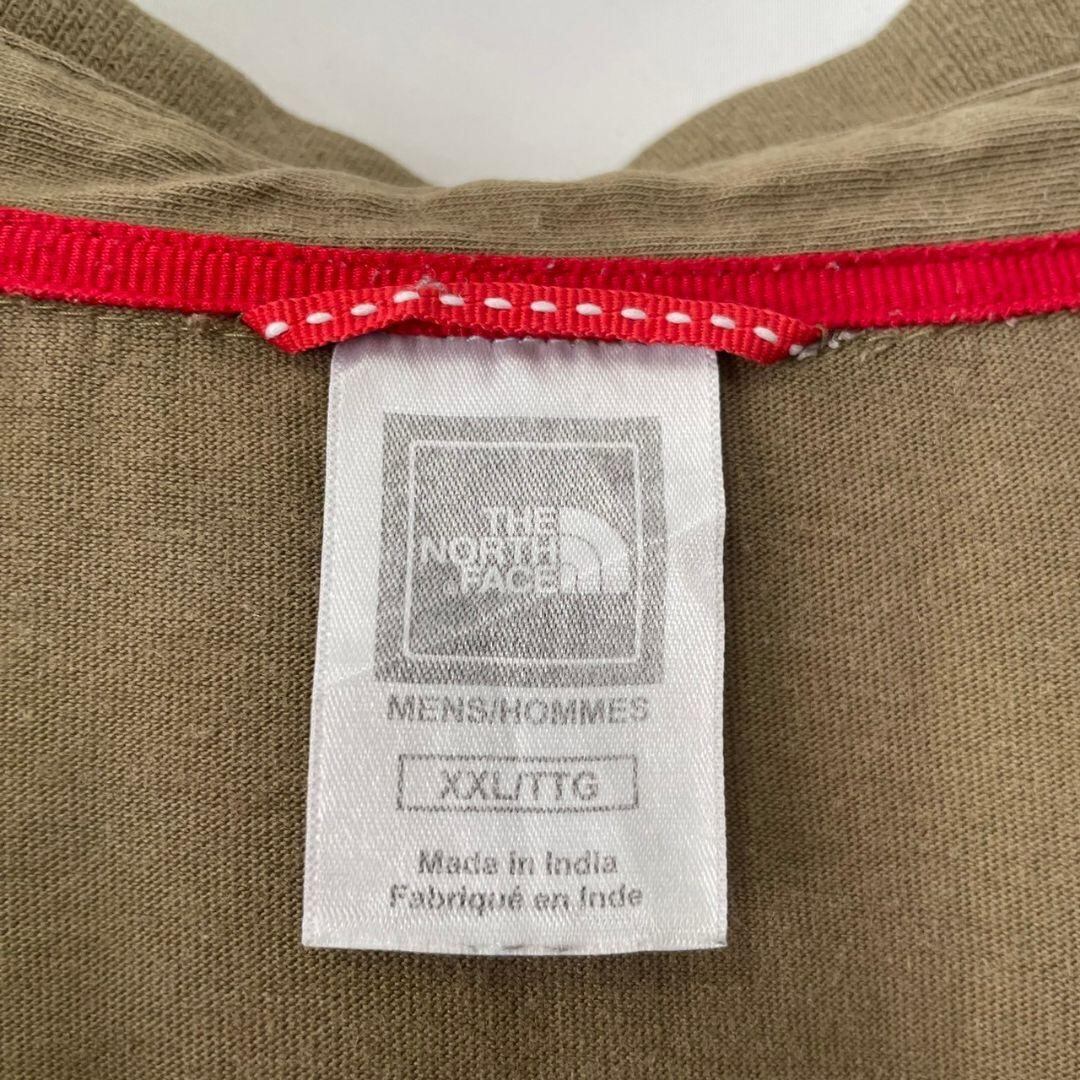 THE
NORTH
FACE
MENS/HOMMES
XXL/TTG
Made in India
Fabriqué en Inde